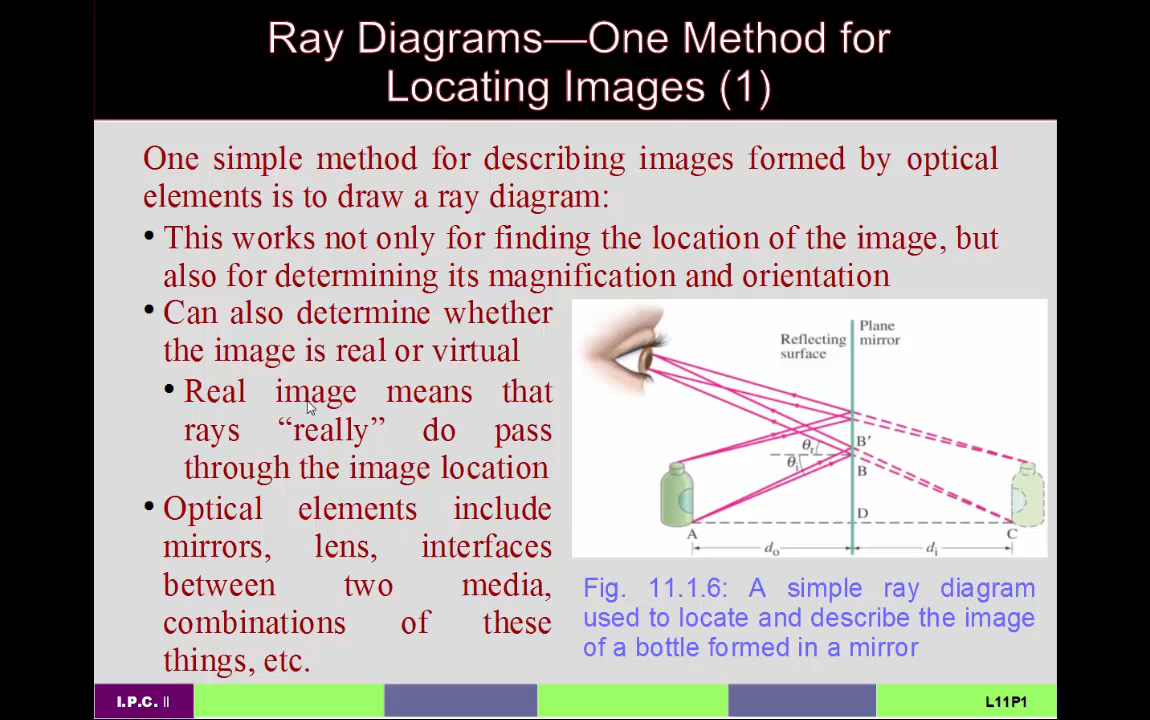 Ray Diagrams—One Method for
Locating Images (1)
One simple method for describing images formed by optical
elements is to draw a ray diagram:
• This works not only for finding the location of the image, but
also for determining its magnification and orientation
• Can also determine whether
the image is real or virtual
• Real image means that
rays “really” do pass
through the image location
• Optical elements include
mirrors, lens, interfaces
between two media,
combinations of these
things, etc.
Reflecting
surface
Plane
mirror
θr
θi
B′
B
D
A
C
do
di
Fig. 11.1.6: A simple ray diagram
used to locate and describe the image
of a bottle formed in a mirror
I.P.C. II
L11P1